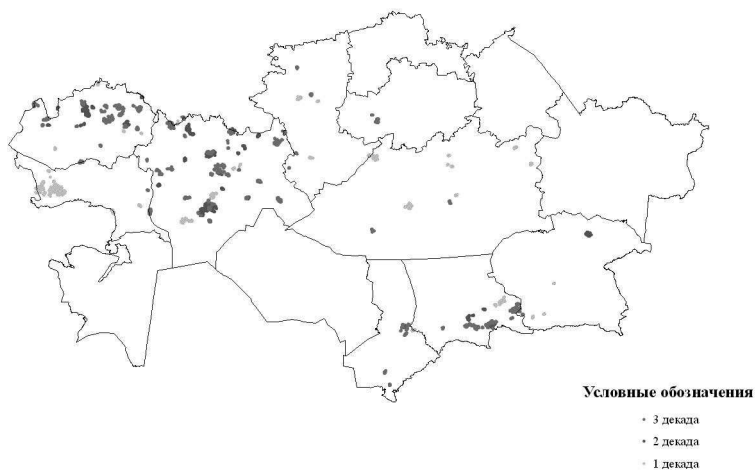 Условные обозначения
3 декада
2 декада
1 декада